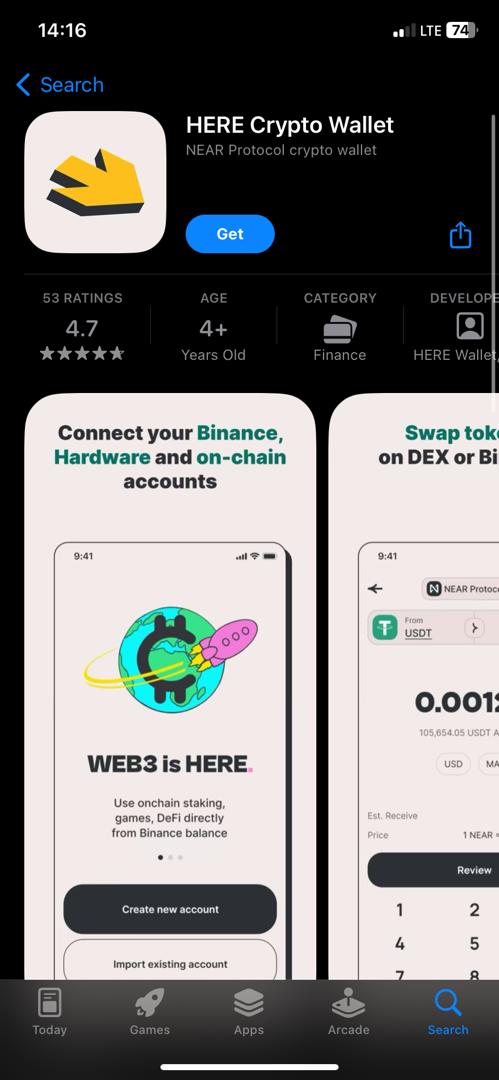 14:16
LTE 74
Search
HERE Crypto Wallet
NEAR Protocol crypto wallet
Get
53 RATINGS
4.7
AGE
4+
Years Old
CATEGORY
Finance
DEVELOPE
HERE Wallet,
Connect your Binance,
Hardware and on-chain
accounts
9:41
WEB3 is HERE.
Use onchain staking,
games, DeFi directly
from Binance balance
Create new account
Import existing account
Swap toke
on DEX or Bi
9:41
NEAR Protoco
From
USDT
0.001
105,654.05 USDT A
USD
MA
Est. Receive
Price
1 NEAR ≈
Review
1 2
4 5
7 8
Today
Games
Apps
Arcade
Search